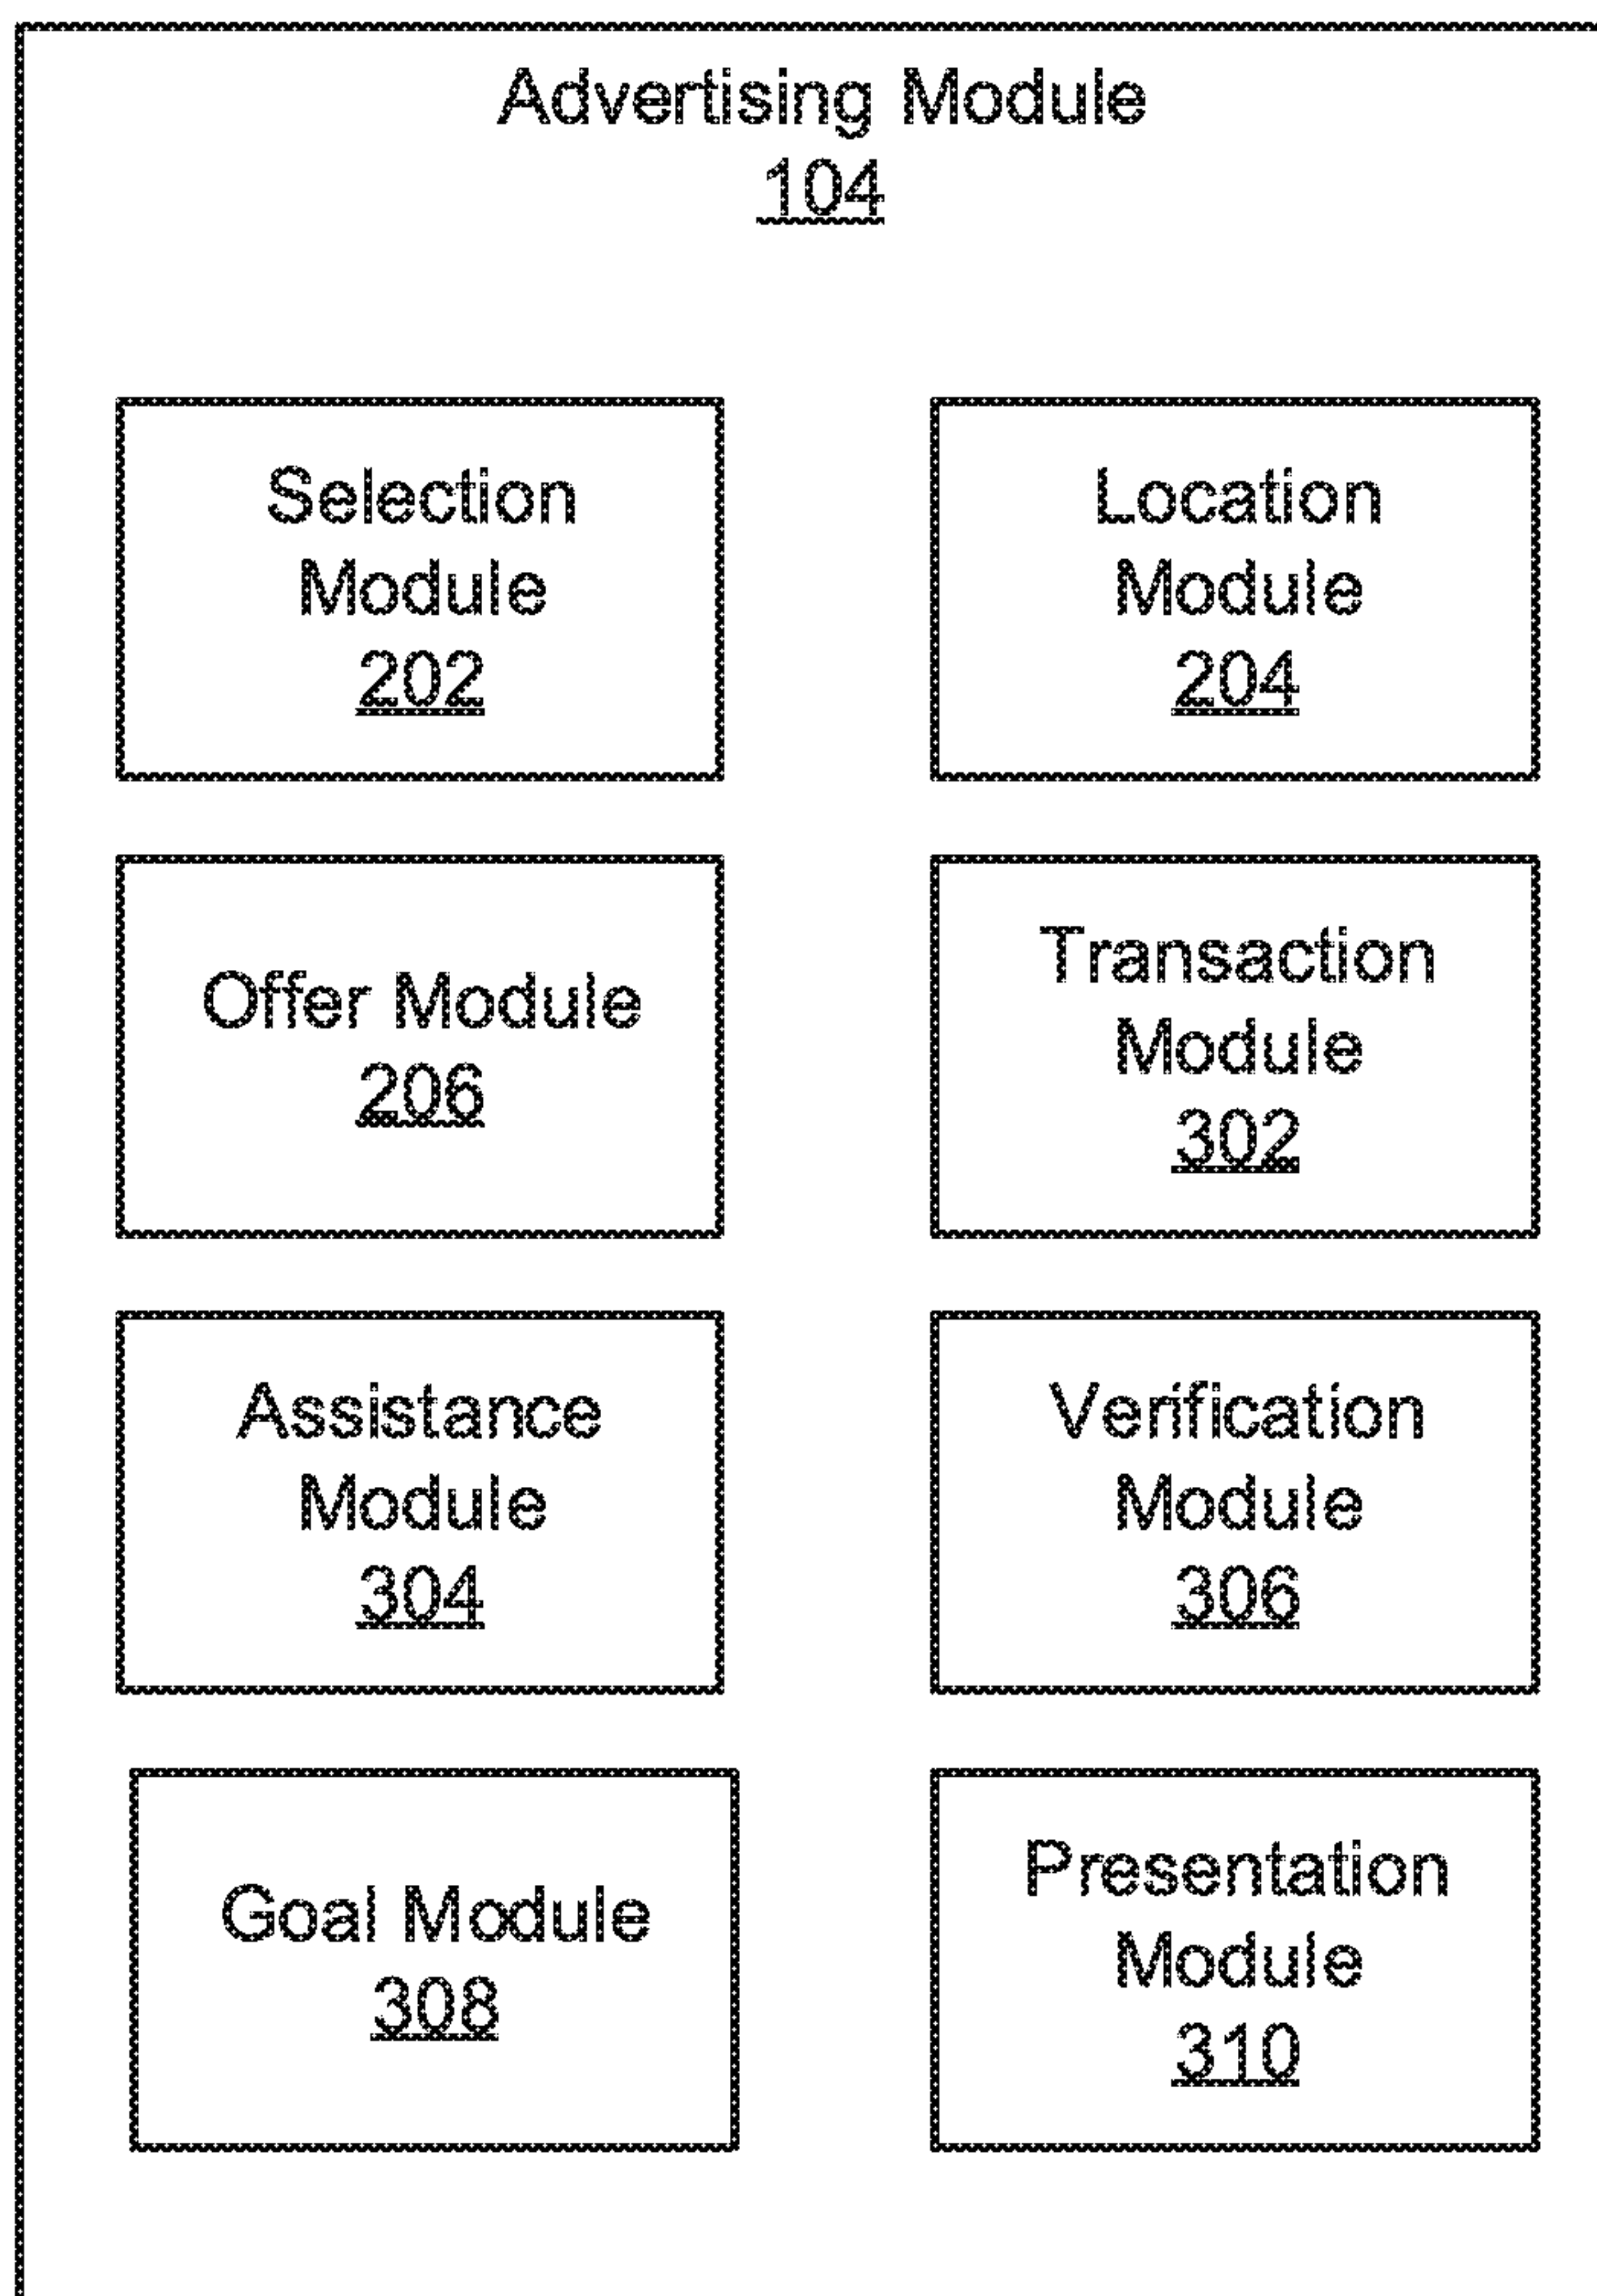 Advertising Module
104
Selection
Module
202
Location
Module
204
Offer Module
206
Transaction
Module
302
Assistance
Module
304
Verification
Module
306
Goal Module
308
Presentation
Module
310